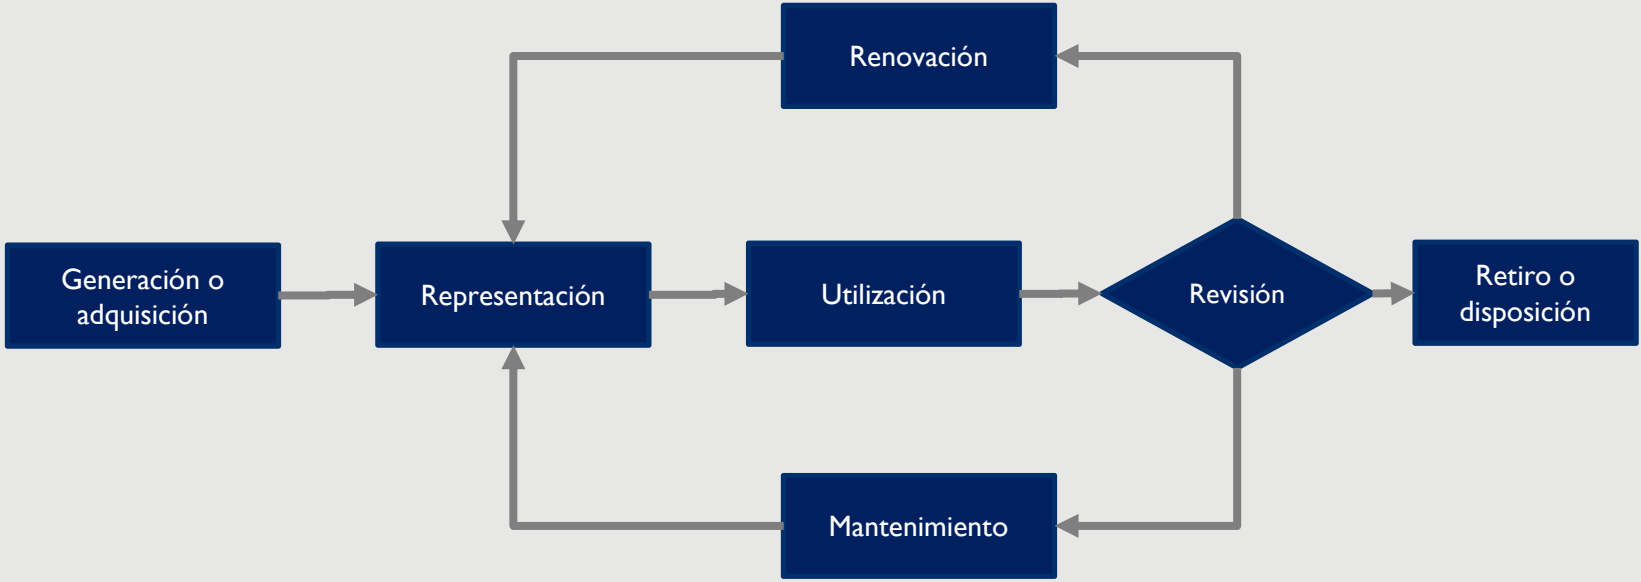 Renovación
Generación o
adquisición
Representación
Utilización
Revisión
Retiro o
disposición
Mantenimiento